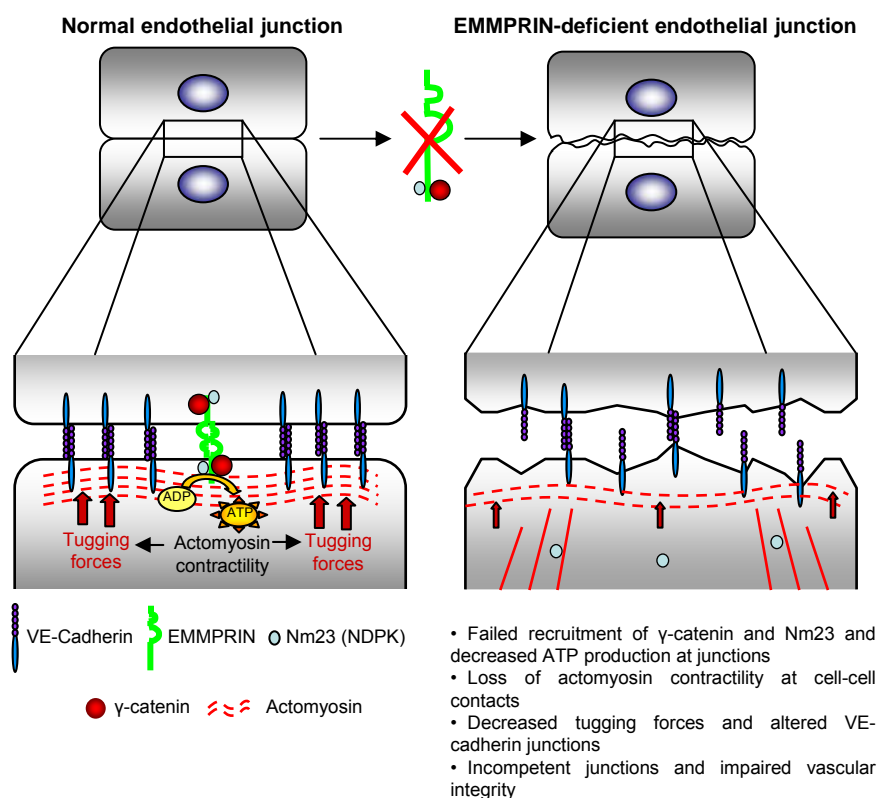 Normal endothelial junction
EMMPRIN-deficient endothelial junction
ADP
ATP
Tugging
forces
Actomyosin
contractility
Tugging
forces
VE-Cadherin
EMMPRIN
Nm23 (NDPK)
γ-catenin
Actomyosin
• Failed recruitment of γ-catenin and Nm23 and
decreased ATP production at junctions
• Loss of actomyosin contractility at cell-cell
contacts
• Decreased tugging forces and altered VE-
cadherin junctions
• Incompetent junctions and impaired vascular
integrity